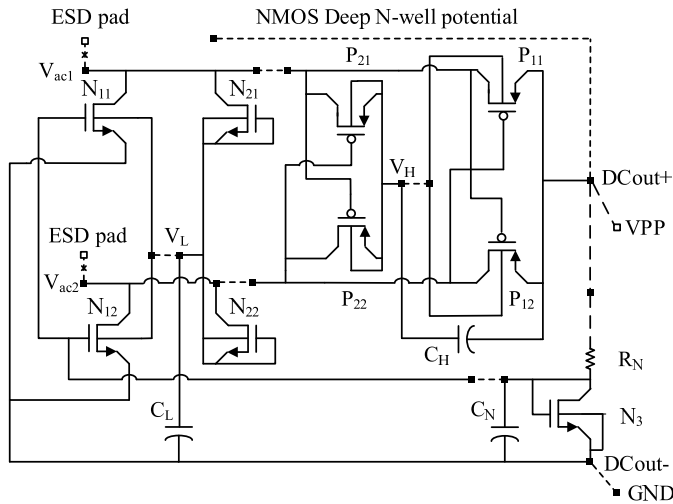 ESD pad
NMOS Deep N-well potential
Vac1
N11
N21
P21
P11
VH
DCout+
VPP
ESD pad
VL
Vac2
N12
N22
P22
P12
CH
RN
CL
CN
N3
DCout-
GND